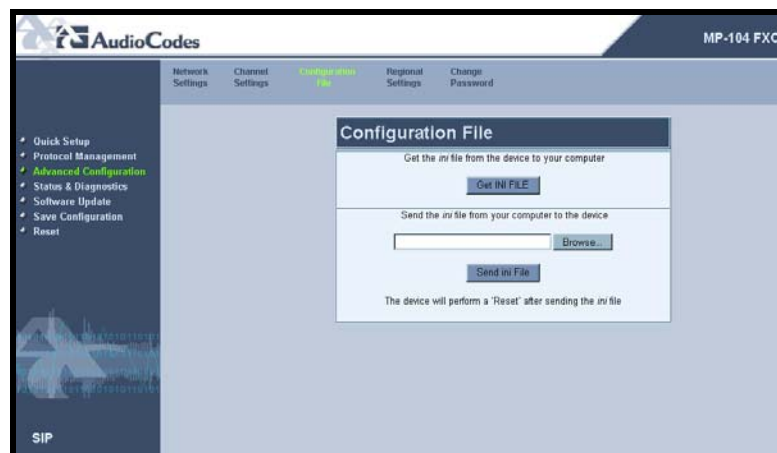 AudioCodes
MP-104 FXO
Network Settings
Channel Settings
Configuration File
Regional Settings
Change Password
Quick Setup
Protocol Management
Advanced Configuration
Status & Diagnostics
Software Update
Save Configuration
Reset
Configuration File
Get the ini file from the device to your computer
Get INI FILE
Send the ini file from your computer to the device
Browse...
Send ini File
The device will perform a 'Reset' after sending the ini file
SIP